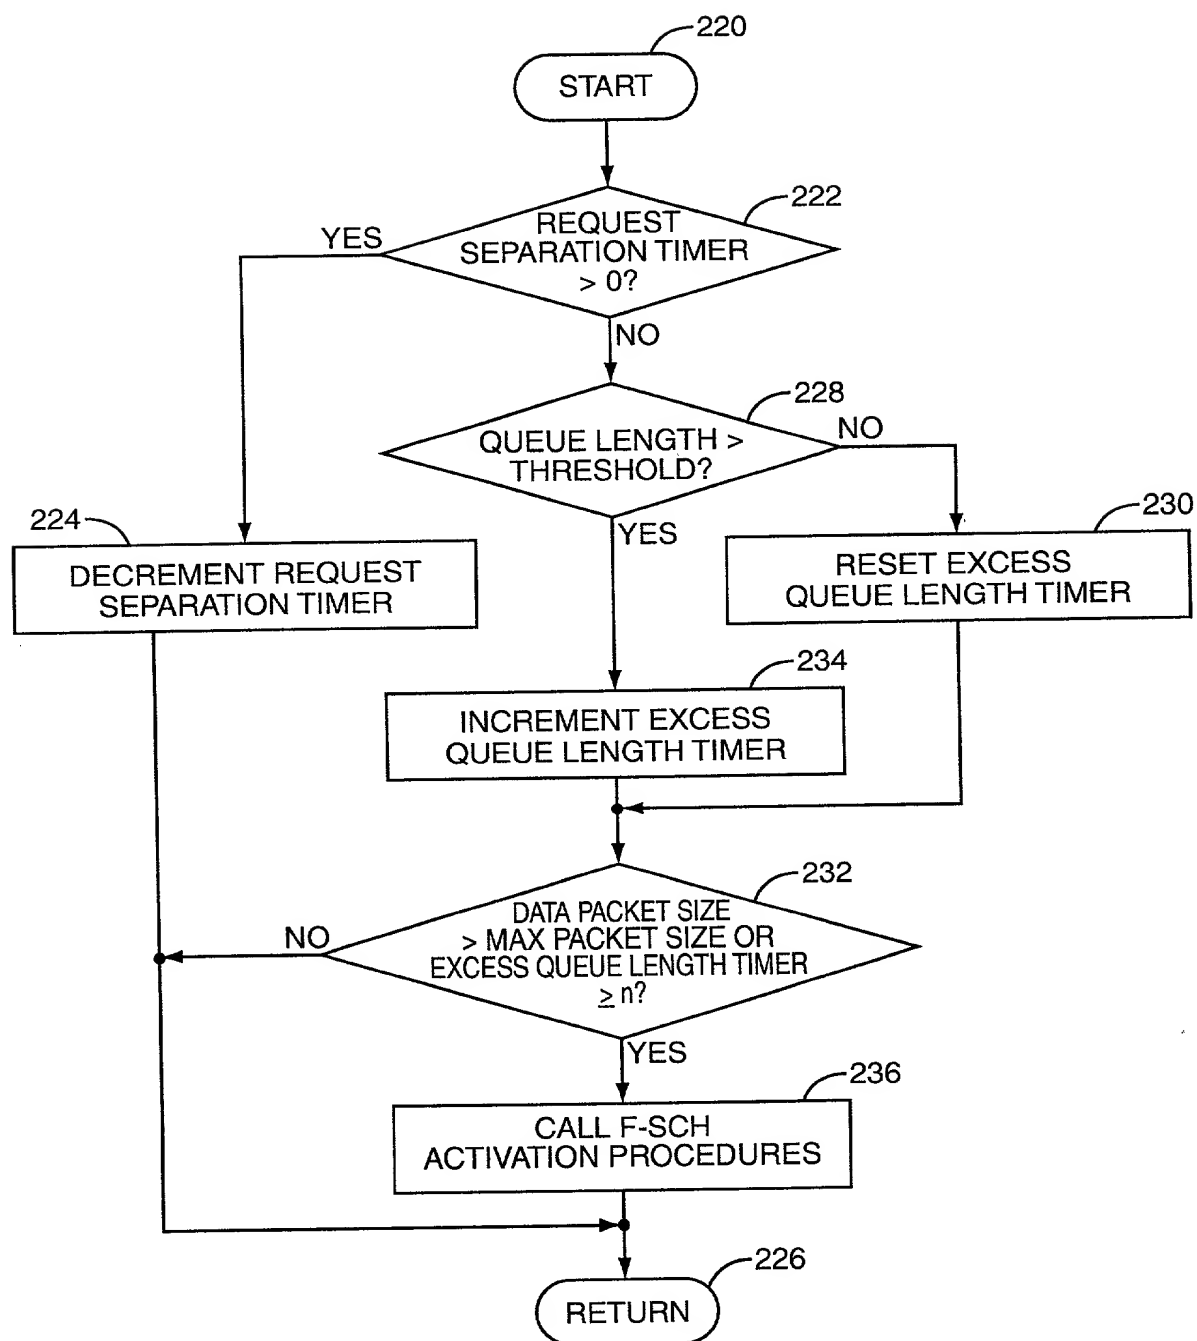 220
START
222
REQUEST
SEPARATION TIMER
> 0?
YES
NO
228
QUEUE LENGTH >
THRESHOLD?
NO
YES
224
DECREMENT REQUEST
SEPARATION TIMER
230
RESET EXCESS
QUEUE LENGTH TIMER
234
INCREMENT EXCESS
QUEUE LENGTH TIMER
232
DATA PACKET SIZE
> MAX PACKET SIZE OR
EXCESS QUEUE LENGTH TIMER
≥ n?
NO
YES
236
CALL F-SCH
ACTIVATION PROCEDURES
226
RETURN